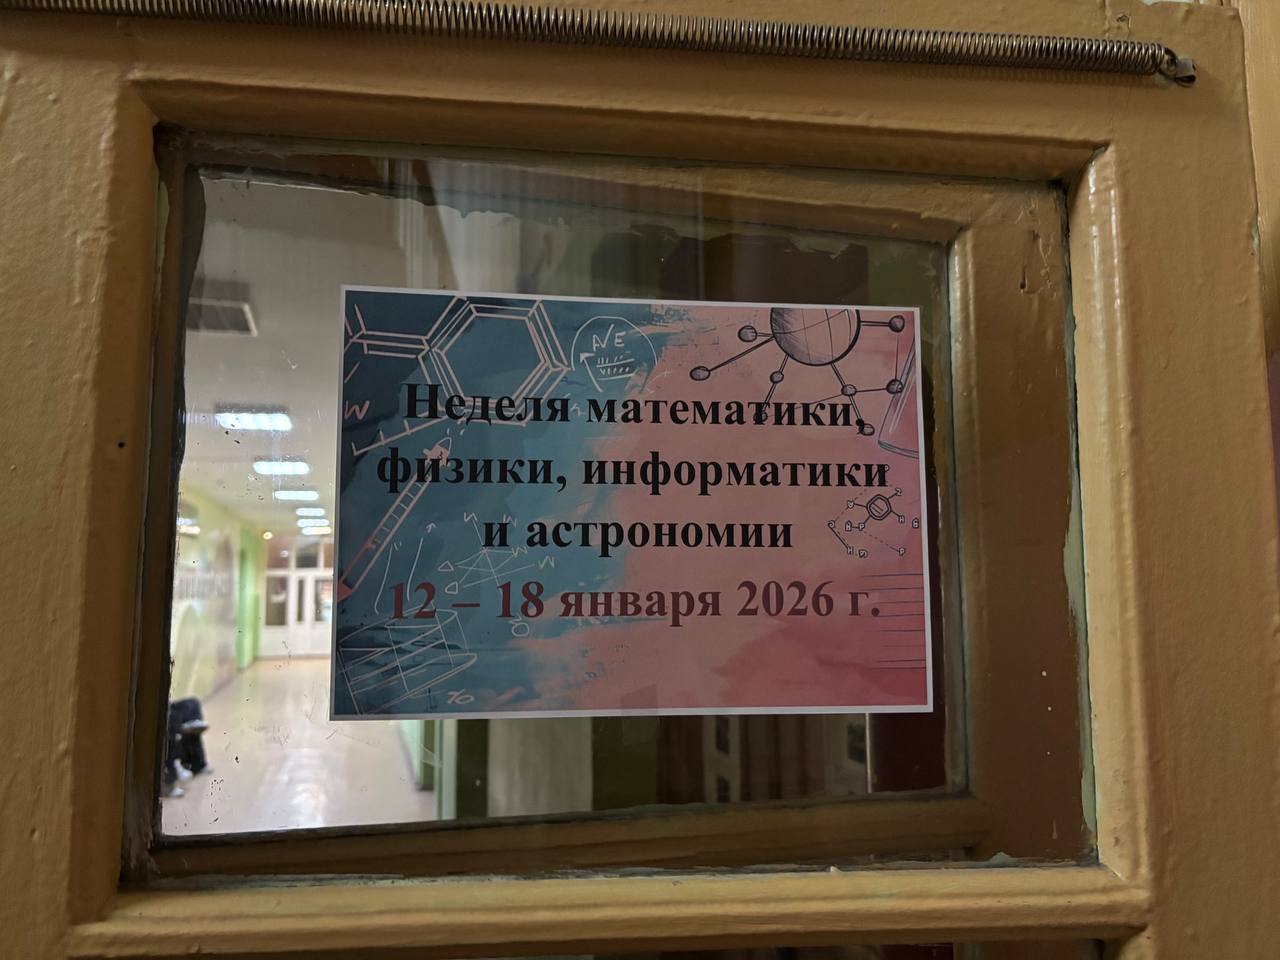 Неделя математики,
физики, информатики
и астрономии
12 – 18 января 2026 г.